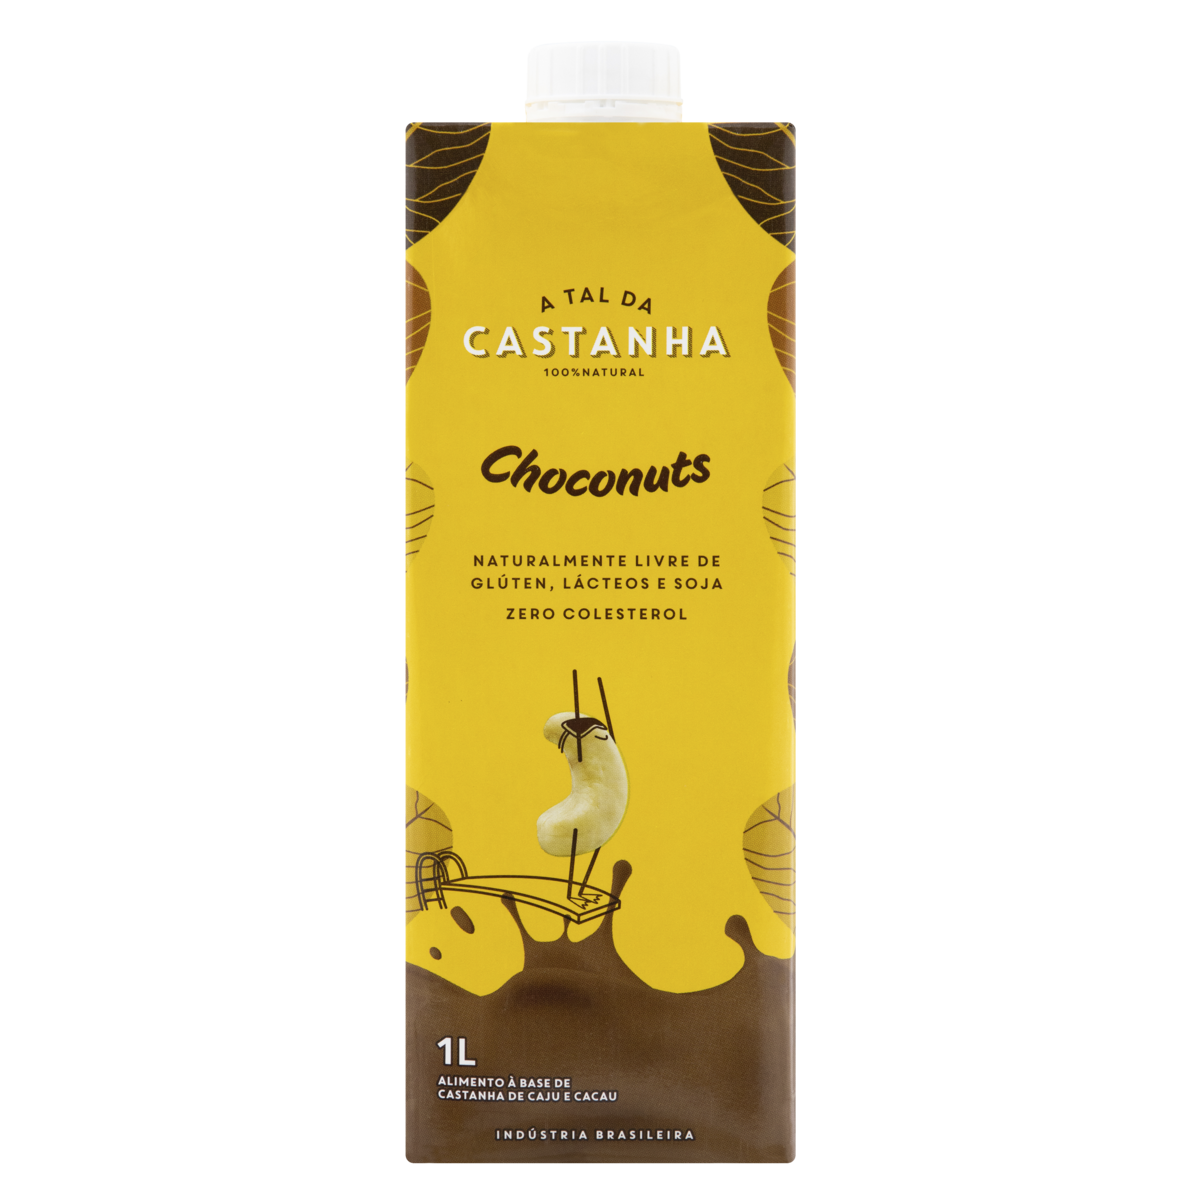 A TAL DA
CASTANHA
100%NATURAL
Choconuts
NATURALMENTE LIVRE DE
GLÚTEN, LÁCTEOS E SOJA
ZERO COLESTEROL
1L
ALIMENTO À BASE DE
CASTANHA DE CAJU E CACAU
INDÚSTRIA BRASILEIRA